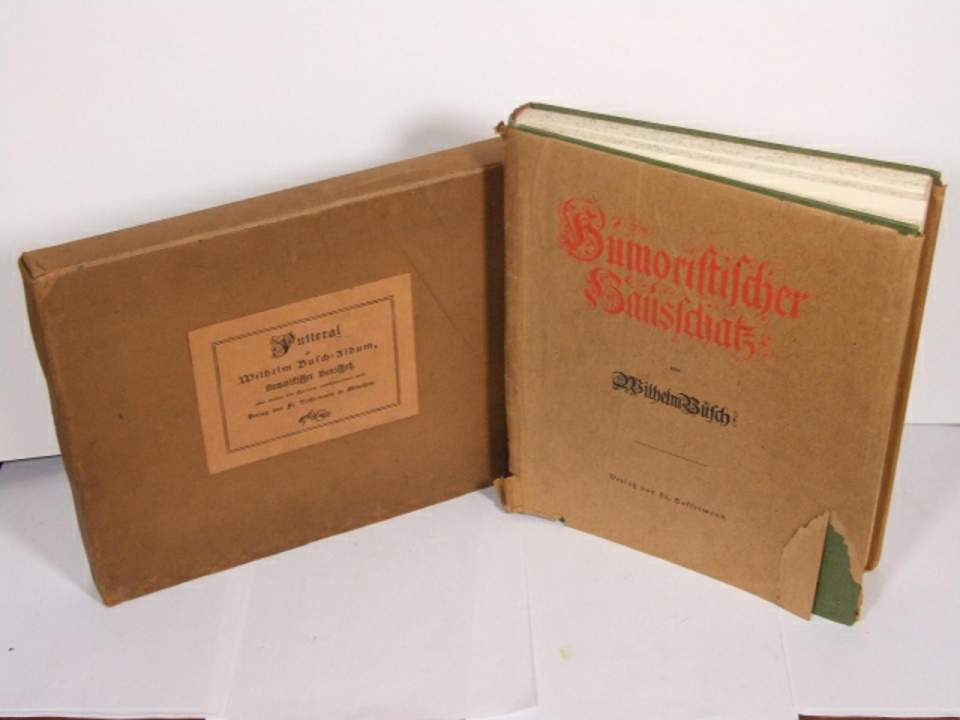 Futteral
Wilhelm Busch-Album,
Humoristischer Hausschatz
Verlag von Fr. Bassermann in München.
Humoristischer
Hausschatz
von
Wilhelm Busch
Verlag von Fr. Bassermann